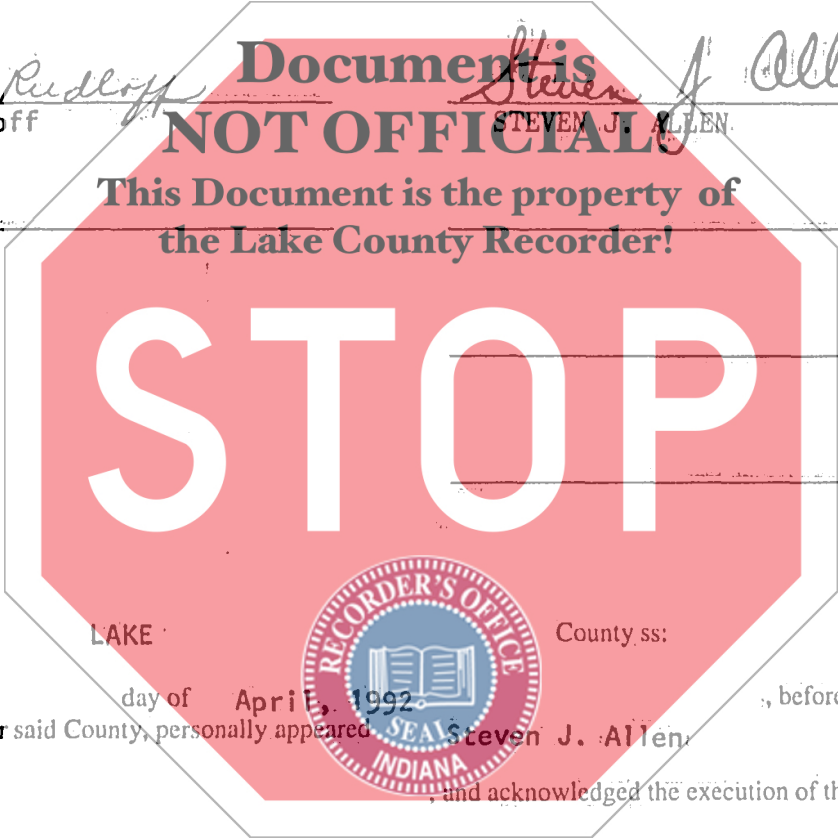 Document is
Rudloff Steven J All
off STEVEN J. ALLEN
NOT OFFICIAL!
This Document is the property of
the Lake County Recorder!
STOP
RECORDER'S OFFICE
SEAL
INDIANA
LAKE County ss:
day of April, 1992 , before
r said County, personally appeared Steven J. Allen
, and acknowledged the execution of th